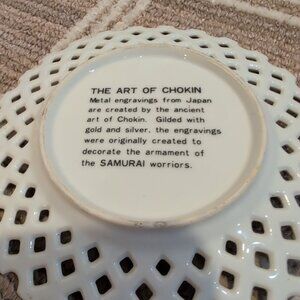 THE ART OF CHOKIN
Metal engravings from Japan
are created by the ancient
art of Chokin. Gilded with
gold and silver, the engravings
were originally created to
decorate the armament of
the SAMURAI worriors.